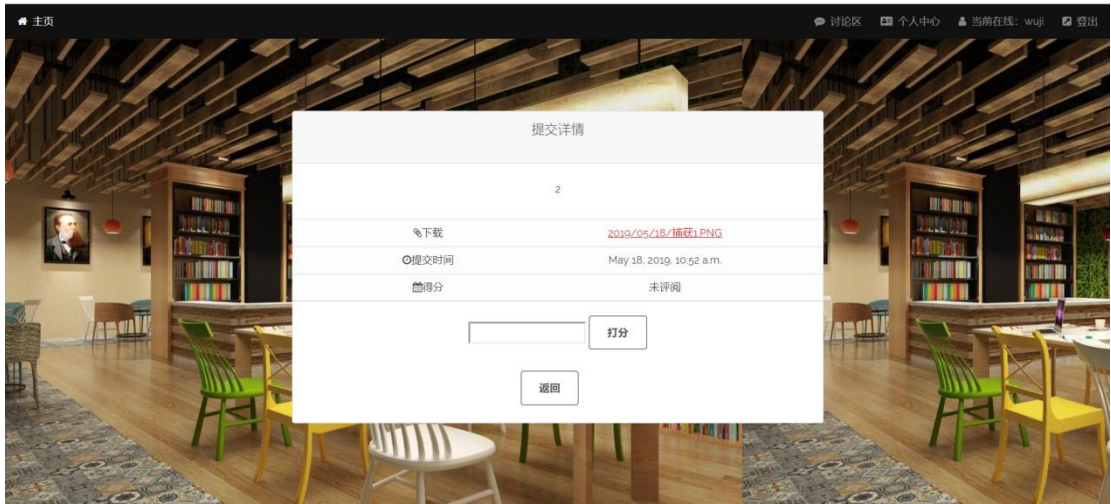 主页 讨论区 个人中心 当前在线: wuji 登出
提交详情
2
下载 2019/05/18/捕获1.PNG
提交时间 May 18, 2019, 10:52 a.m.
得分 未评阅
打分
返回